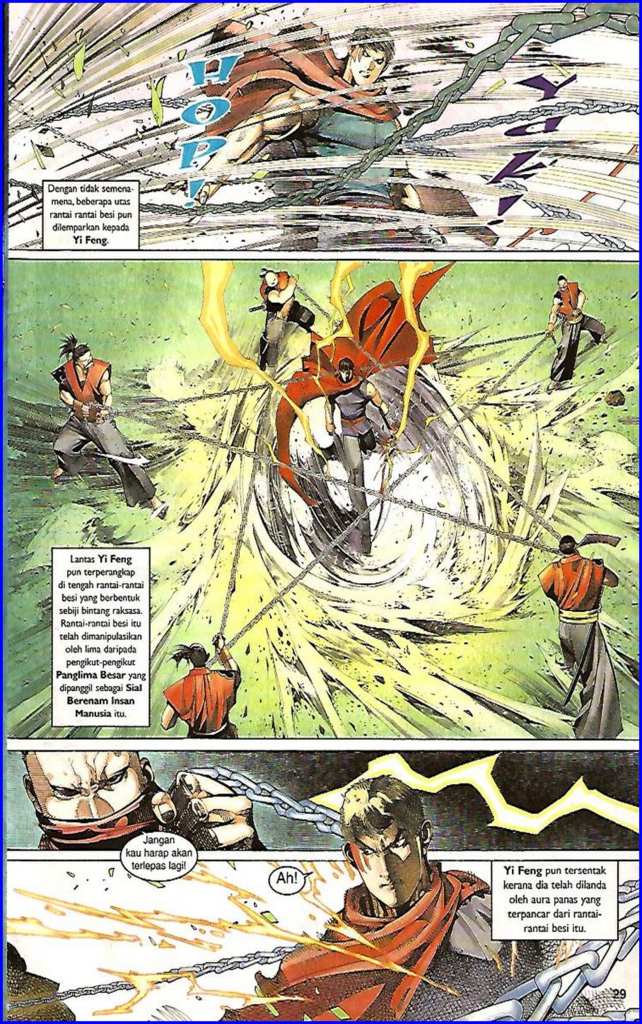 HOP!
YAK!
Dengan tidak semena-
mena, beberapa utas
rantai rantai besi pun
dilemparkan kepada
Yi Feng.
Lantas Yi Feng
pun terperangkap
di tengah rantai-rantai
besi yang berbentuk
sebiji bintang raksasa.
Rantai-rantai besi itu
telah dimanipulasikan
oleh lima daripada
pengikut-pengikut
Panglima Besar yang
dipanggil sebagai Sial
Berenam Insan
Manusia itu.
Jangan
kau harap akan
terlepas lagi!
Ah!
Yi Feng pun tersentak
kerana dia telah dilanda
oleh aura panas yang
terpancar dari rantai-
rantai besi itu.
29